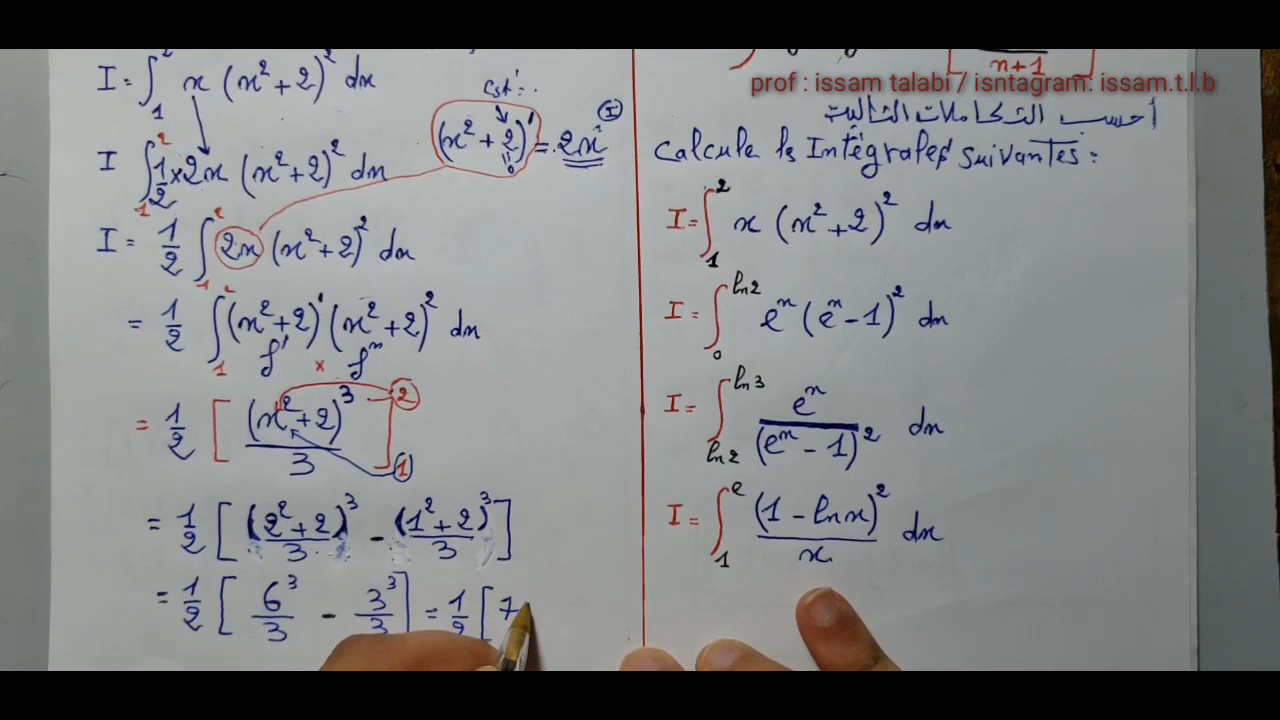 I = ∫₁² x (x² + 2)² dx
cst' = .
(x² + 2)' = 2x
I
I ∫₁² 1/2 × 2x (x² + 2)² dx
I = 1/2 ∫₁² 2x (x² + 2)² dx
= 1/2 ∫₁² (x² + 2)' (x² + 2)² dx
f' × fⁿ
= 1/2 [ (x² + 2)³ / 3 ]₁²
= 1/2 [ (2² + 2)³ / 3 - (1² + 2)³ / 3 ]
= 1/2 [ 6³/3 - 3³/3 ] = 1/2 [ 7
n+1
prof : issam talabi / isntagram: issam.t.l.b
أحسب التكاملات التالية
Calcule les Intégrales suivantes :
I = ∫₁² x (x² + 2)² dx
I = ∫₀^ln2 eˣ (eˣ - 1)² dx
I = ∫_ln2^ln3 eˣ / (eˣ - 1)² dx
I = ∫₁^e (1 - ln x)² / x dx